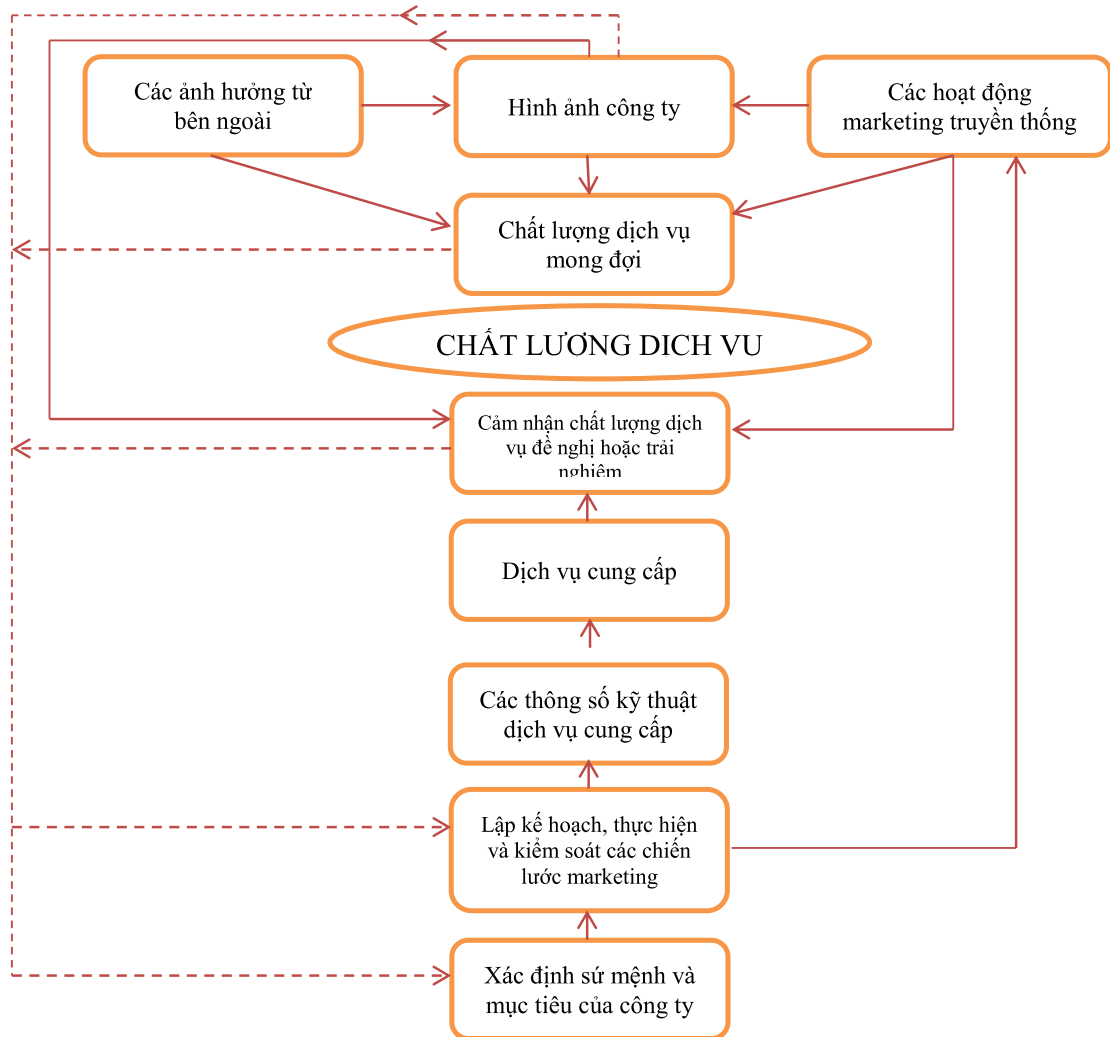 Các ảnh hưởng từ
bên ngoài
Hình ảnh công ty
Các hoạt động
marketing truyền thống
Chất lượng dịch vụ
mong đợi
CHẤT LƯƠNG DICH VU
Cảm nhận chất lượng dịch
vụ đề nghị hoặc trải
nghiệm
Dịch vụ cung cấp
Các thông số kỹ thuật
dịch vụ cung cấp
Lập kế hoạch, thực hiện
và kiểm soát các chiến
lước marketing
Xác định sứ mệnh và
mục tiêu của công ty